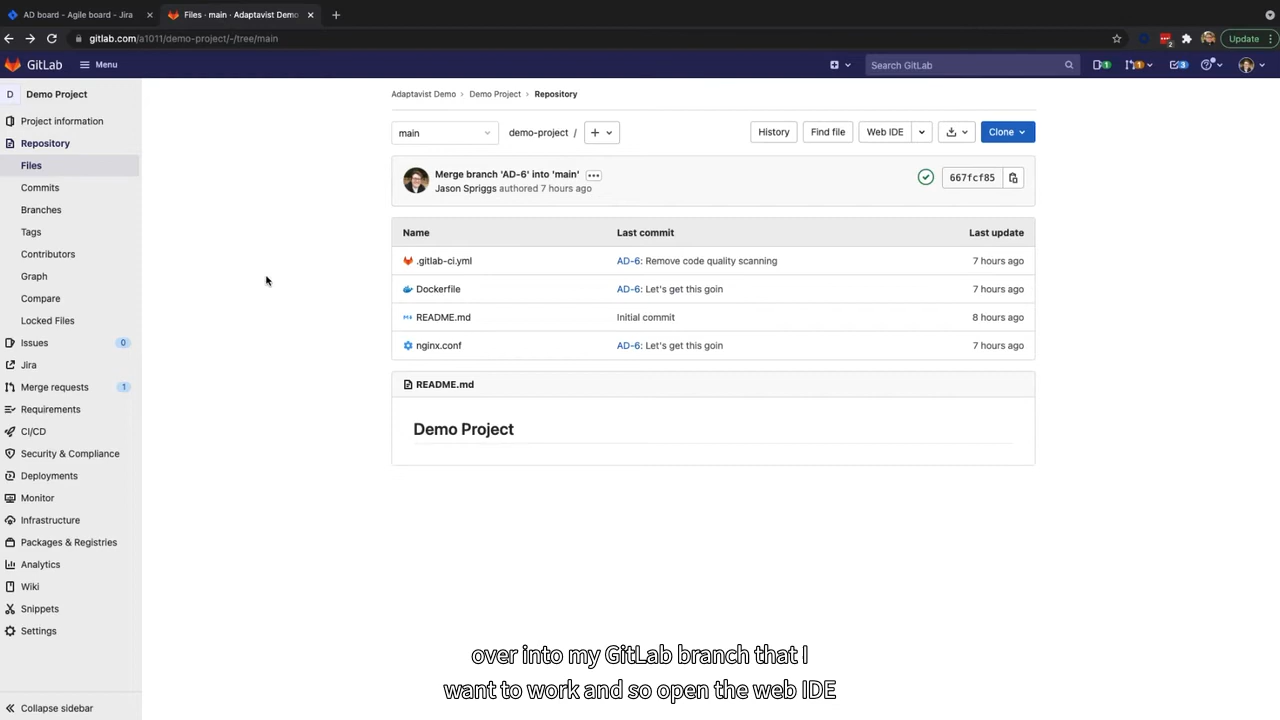 AD board - Agile board - Jira
Files · main · Adaptavist Demo
gitlab.com/a1011/demo-project/-/tree/main
2
Update
GitLab
Menu
Search GitLab
1
1
3
D
Demo Project
Project information
Repository
Files
Commits
Branches
Tags
Contributors
Graph
Compare
Locked Files
Issues
0
Jira
Merge requests
1
Requirements
CI/CD
Security & Compliance
Deployments
Monitor
Infrastructure
Packages & Registries
Analytics
Wiki
Snippets
Settings
Collapse sidebar
Adaptavist Demo > Demo Project > Repository
main
demo-project /
History
Find file
Web IDE
Clone
Merge branch 'AD-6' into 'main'
Jason Spriggs authored 7 hours ago
667fcf85
Name Last commit Last update
.gitlab-ci.yml AD-6: Remove code quality scanning 7 hours ago
Dockerfile AD-6: Let's get this goin 7 hours ago
README.md Initial commit 8 hours ago
nginx.conf AD-6: Let's get this goin 7 hours ago
README.md
Demo Project
over into my GitLab branch that I
want to work and so open the web IDE